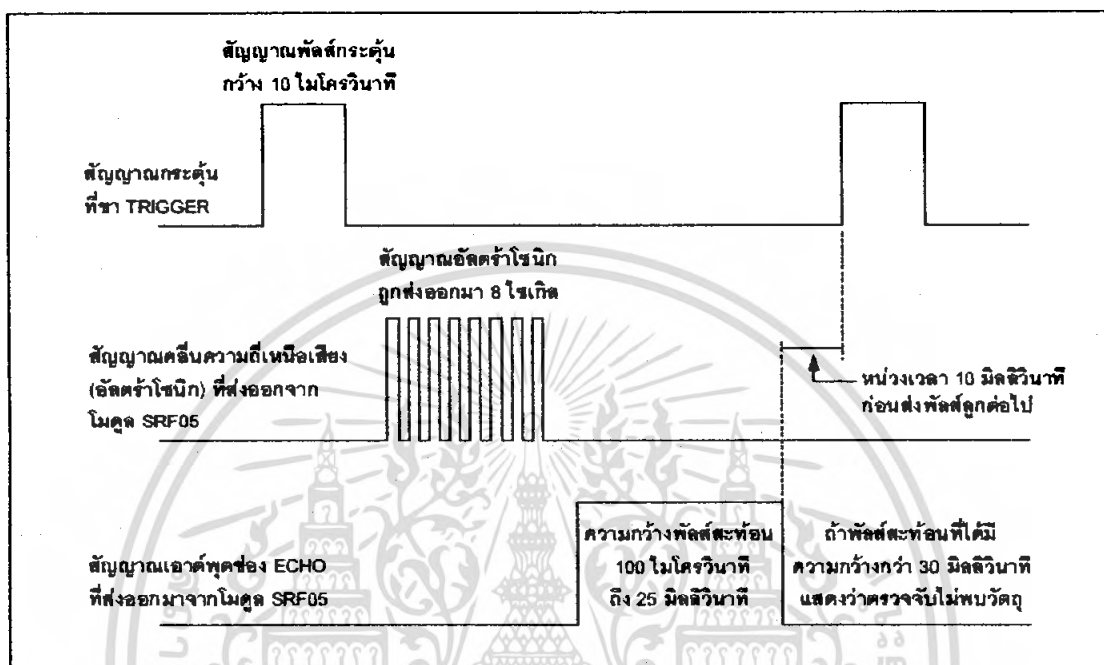 สัญญาณพัลส์กระตุ้น
กว้าง 10 ไมโครวินาที
สัญญาณกระตุ้น
ที่ขา TRIGGER
สัญญาณอัลตร้าโซนิก
ถูกส่งออกมา 8 ไซเกิล
สัญญาณคลื่นความถี่เหนือเสียง
(อัลตร้าโซนิก) ที่ส่งออกจาก
โมดูล SRF05
หน่วงเวลา 10 มิลลิวินาที
ก่อนส่งพัลส์ลูกต่อไป
สัญญาณเอาต์พุตช่อง ECHO
ที่ส่งออกมาจากโมดูล SRF05
ความกว้างพัลส์สะท้อน
100 ไมโครวินาที
ถึง 25 มิลลิวินาที
ถ้าพัลส์สะท้อนที่ได้มี
ความกว้างกว่า 30 มิลลิวินาที
แสดงว่าตรวจจับไม่พบวัตถุ